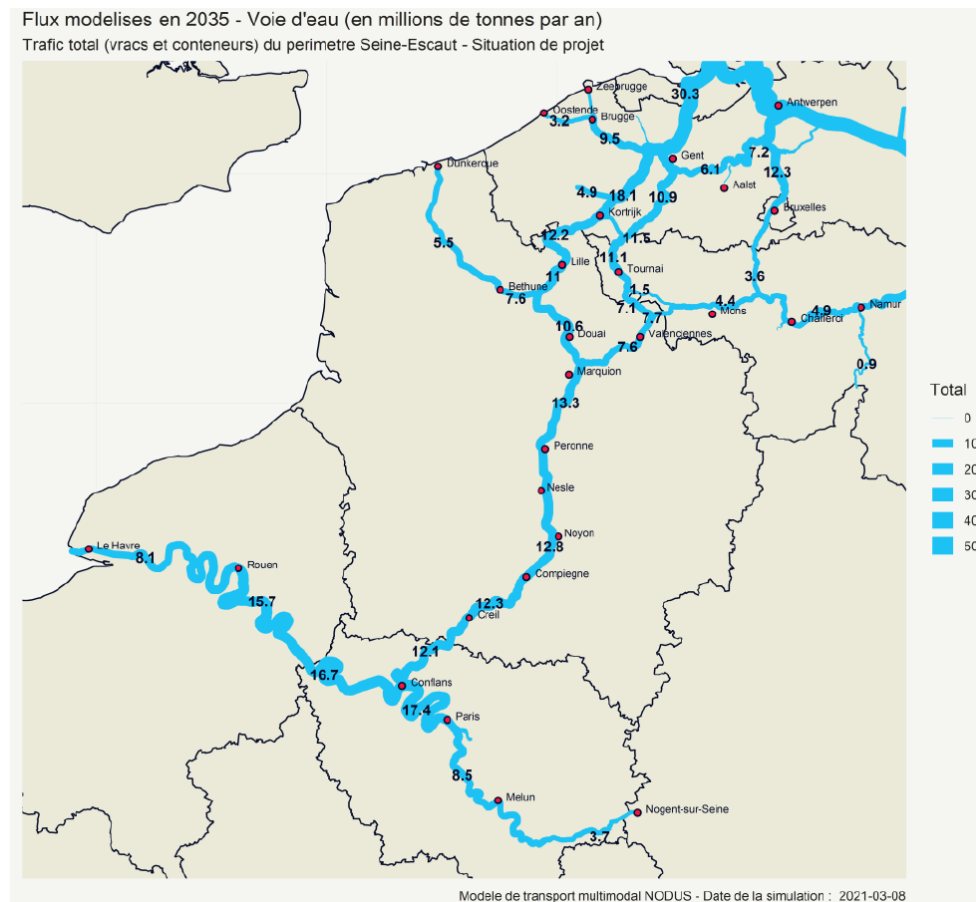 Flux modelises en 2035 - Voie d'eau (en millions de tonnes par an)
Trafic total (vracs et conteneurs) du perimetre Seine-Escaut - Situation de projet
Zeebrugge
30.3
Antwerpen
Oostende
3.2
Brugge
9.5
Gent
7.2
Dunkerque
6.1
12.3
Aalst
4.9
18.1
10.9
Bruxelles
Kortrijk
5.5
12.2
11.5
11.1
Lille
11
Tournai
3.6
Bethune
7.6
1.5
4.4
4.9
Namur
7.1
Mons
7.7
Charleroi
10.6
Douai
Valenciennes
7.6
0.9
Marquion
13.3
Total
0
10
20
30
40
50
Peronne
Nesle
Noyon
12.8
Le Havre
8.1
Rouen
Compiegne
15.7
12.3
Creil
12.1
16.7
Conflans
17.4
Paris
8.5
Melun
Nogent-sur-Seine
3.7
Modele de transport multimodal NODUS - Date de la simulation : 2021-03-08